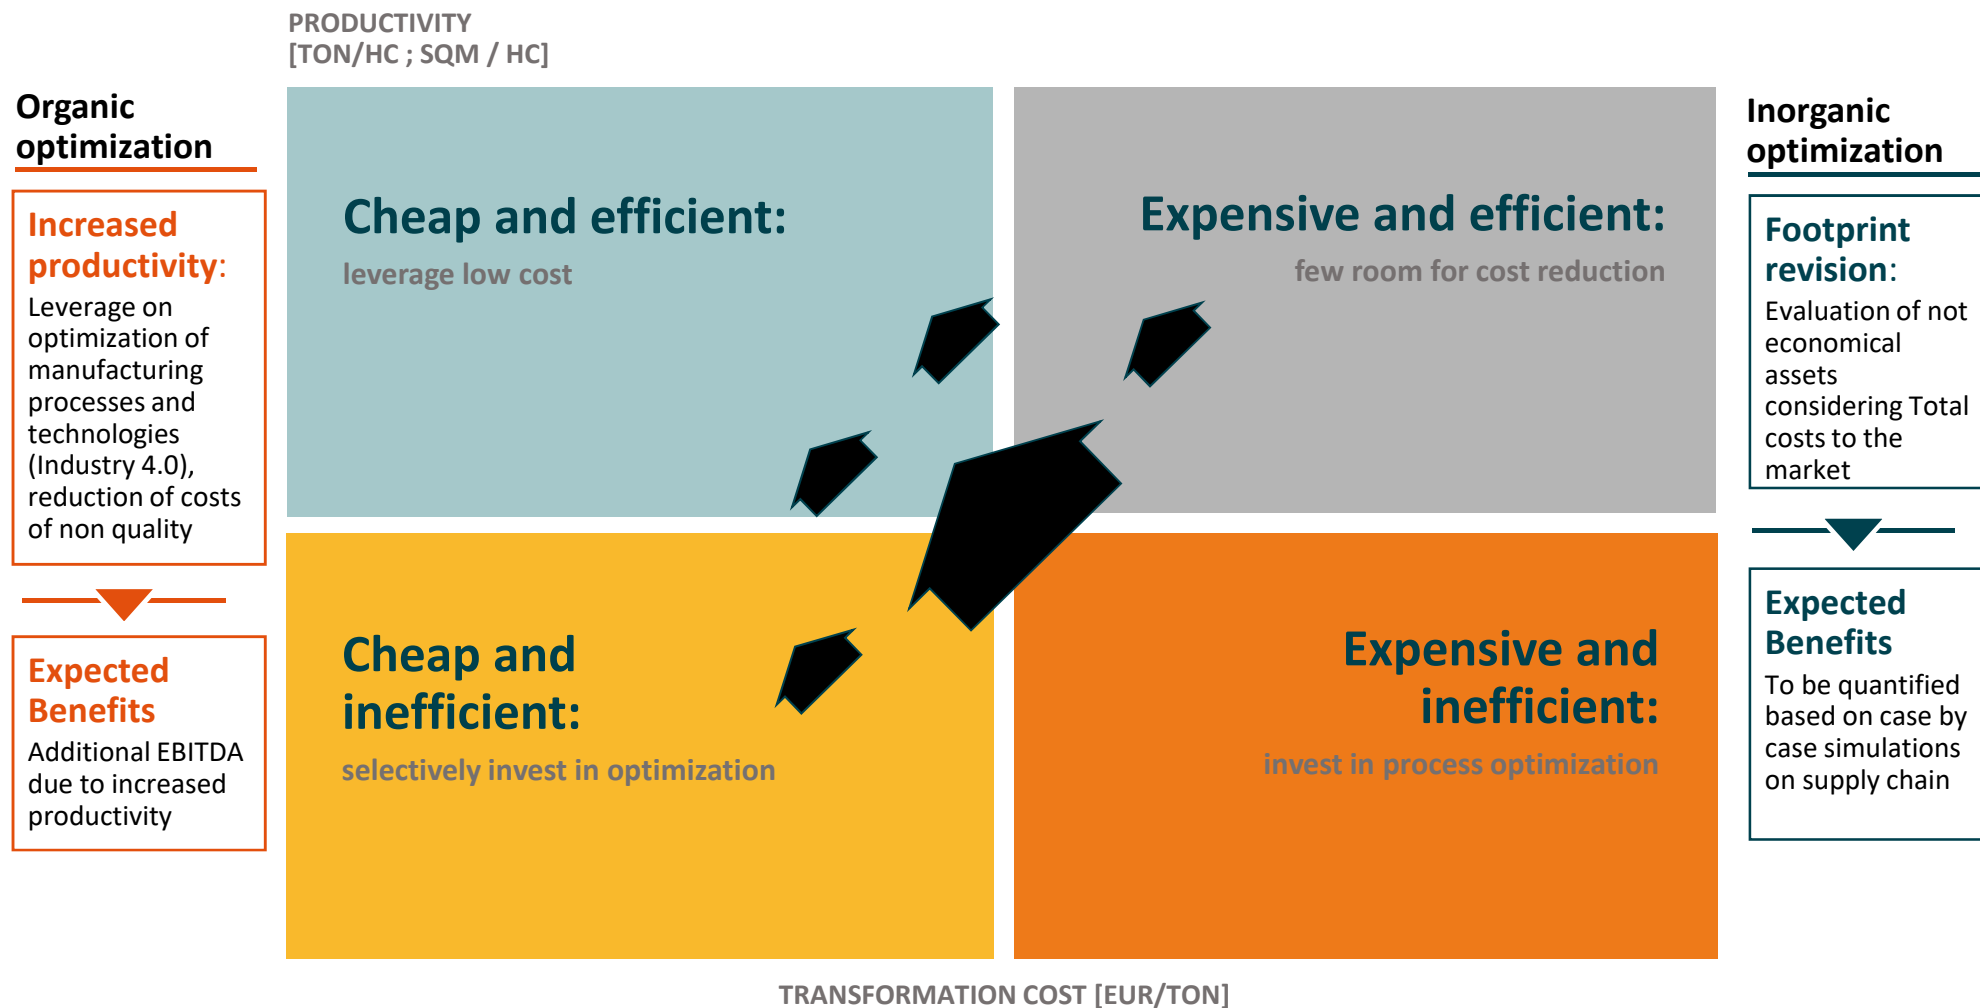 PRODUCTIVITY
[TON/HC ; SQM / HC]
Organic
optimization
Increased
productivity:
Leverage on
optimization of
manufacturing
processes and
technologies
(Industry 4.0),
reduction of costs
of non quality
Expected
Benefits
Additional EBITDA
due to increased
productivity
Cheap and efficient:
leverage low cost
Expensive and efficient:
few room for cost reduction
Cheap and
inefficient:
selectively invest in optimization
Expensive and
inefficient:
invest in process optimization
TRANSFORMATION COST [EUR/TON]
Inorganic
optimization
Footprint
revision:
Evaluation of not
economical
assets
considering Total
costs to the
market
Expected
Benefits
To be quantified
based on case by
case simulations
on supply chain